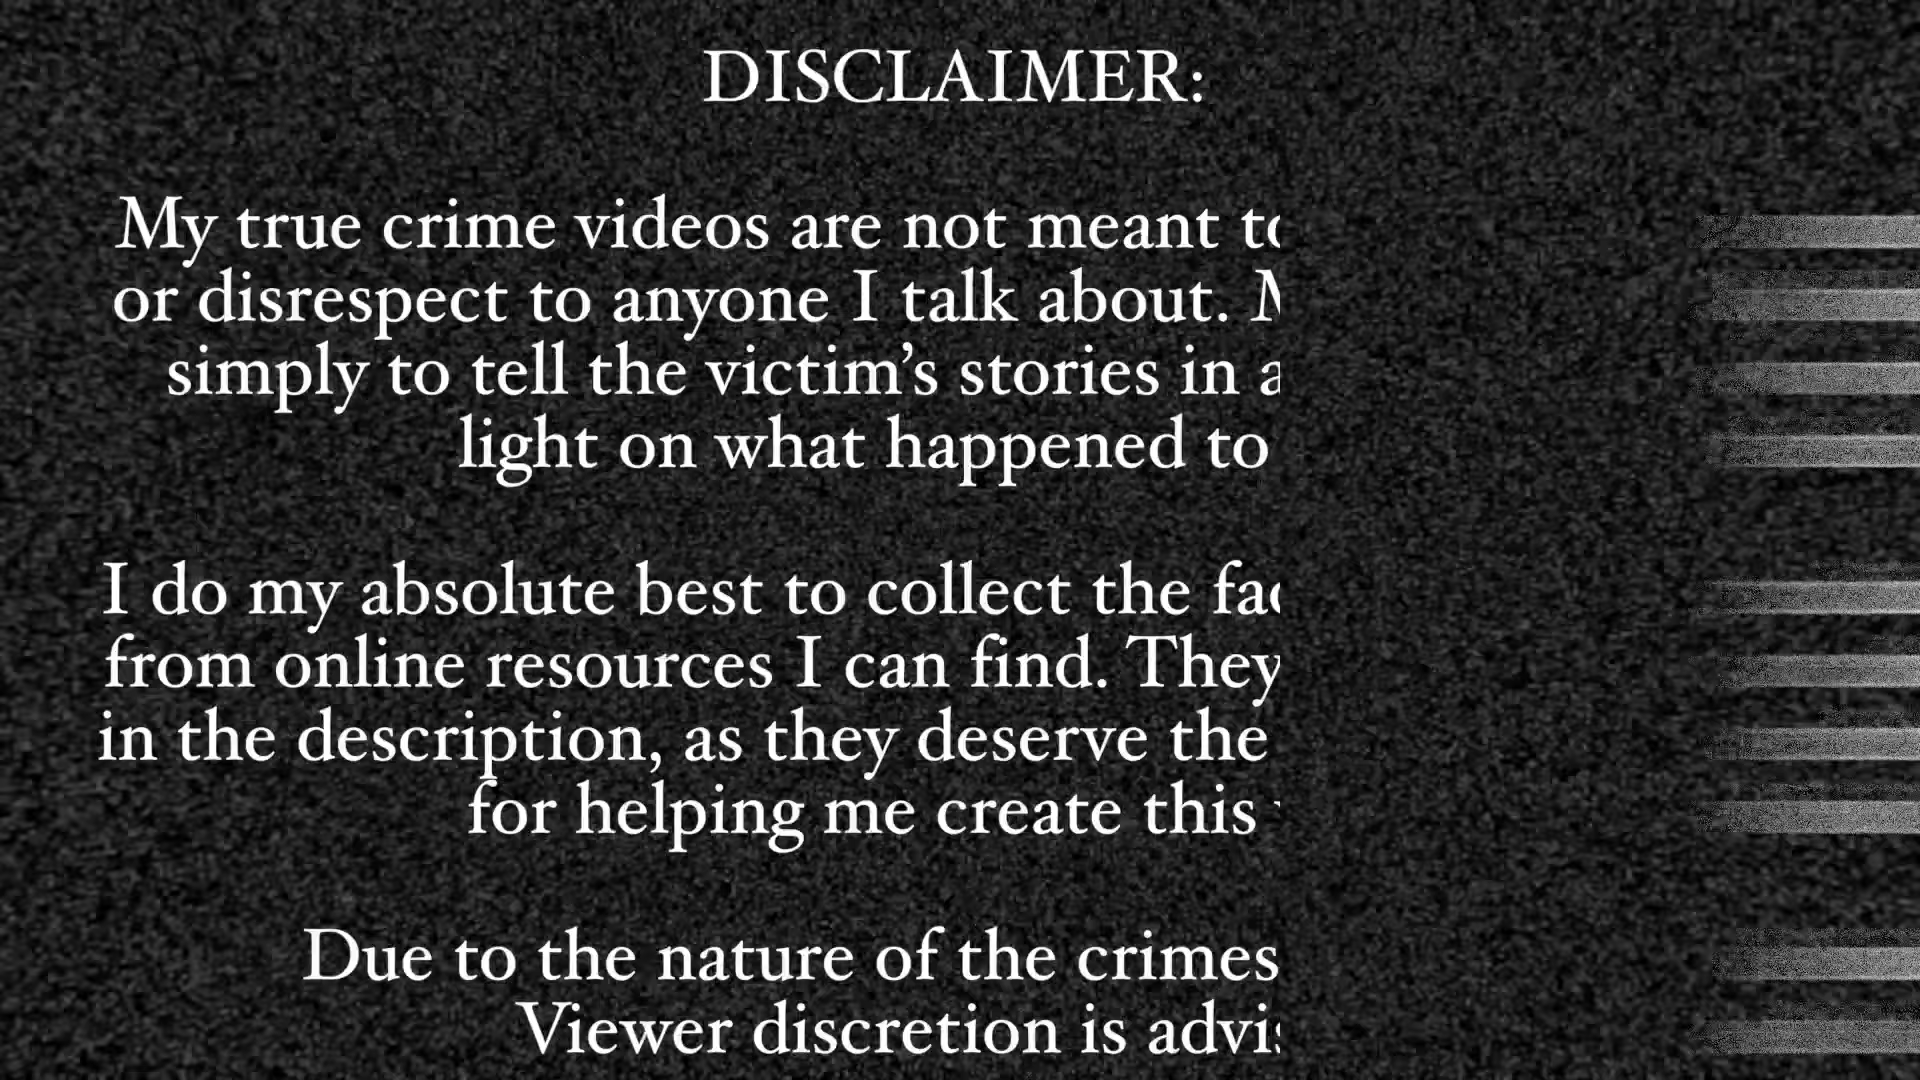 DISCLAIMER:
My true crime videos are not meant to
or disrespect to anyone I talk about.
simply to tell the victim’s stories in a
light on what happened to
I do my absolute best to collect the
from online resources I can find. They
in the description, as they deserve the
for helping me create this
Due to the nature of the crimes
Viewer discretion is